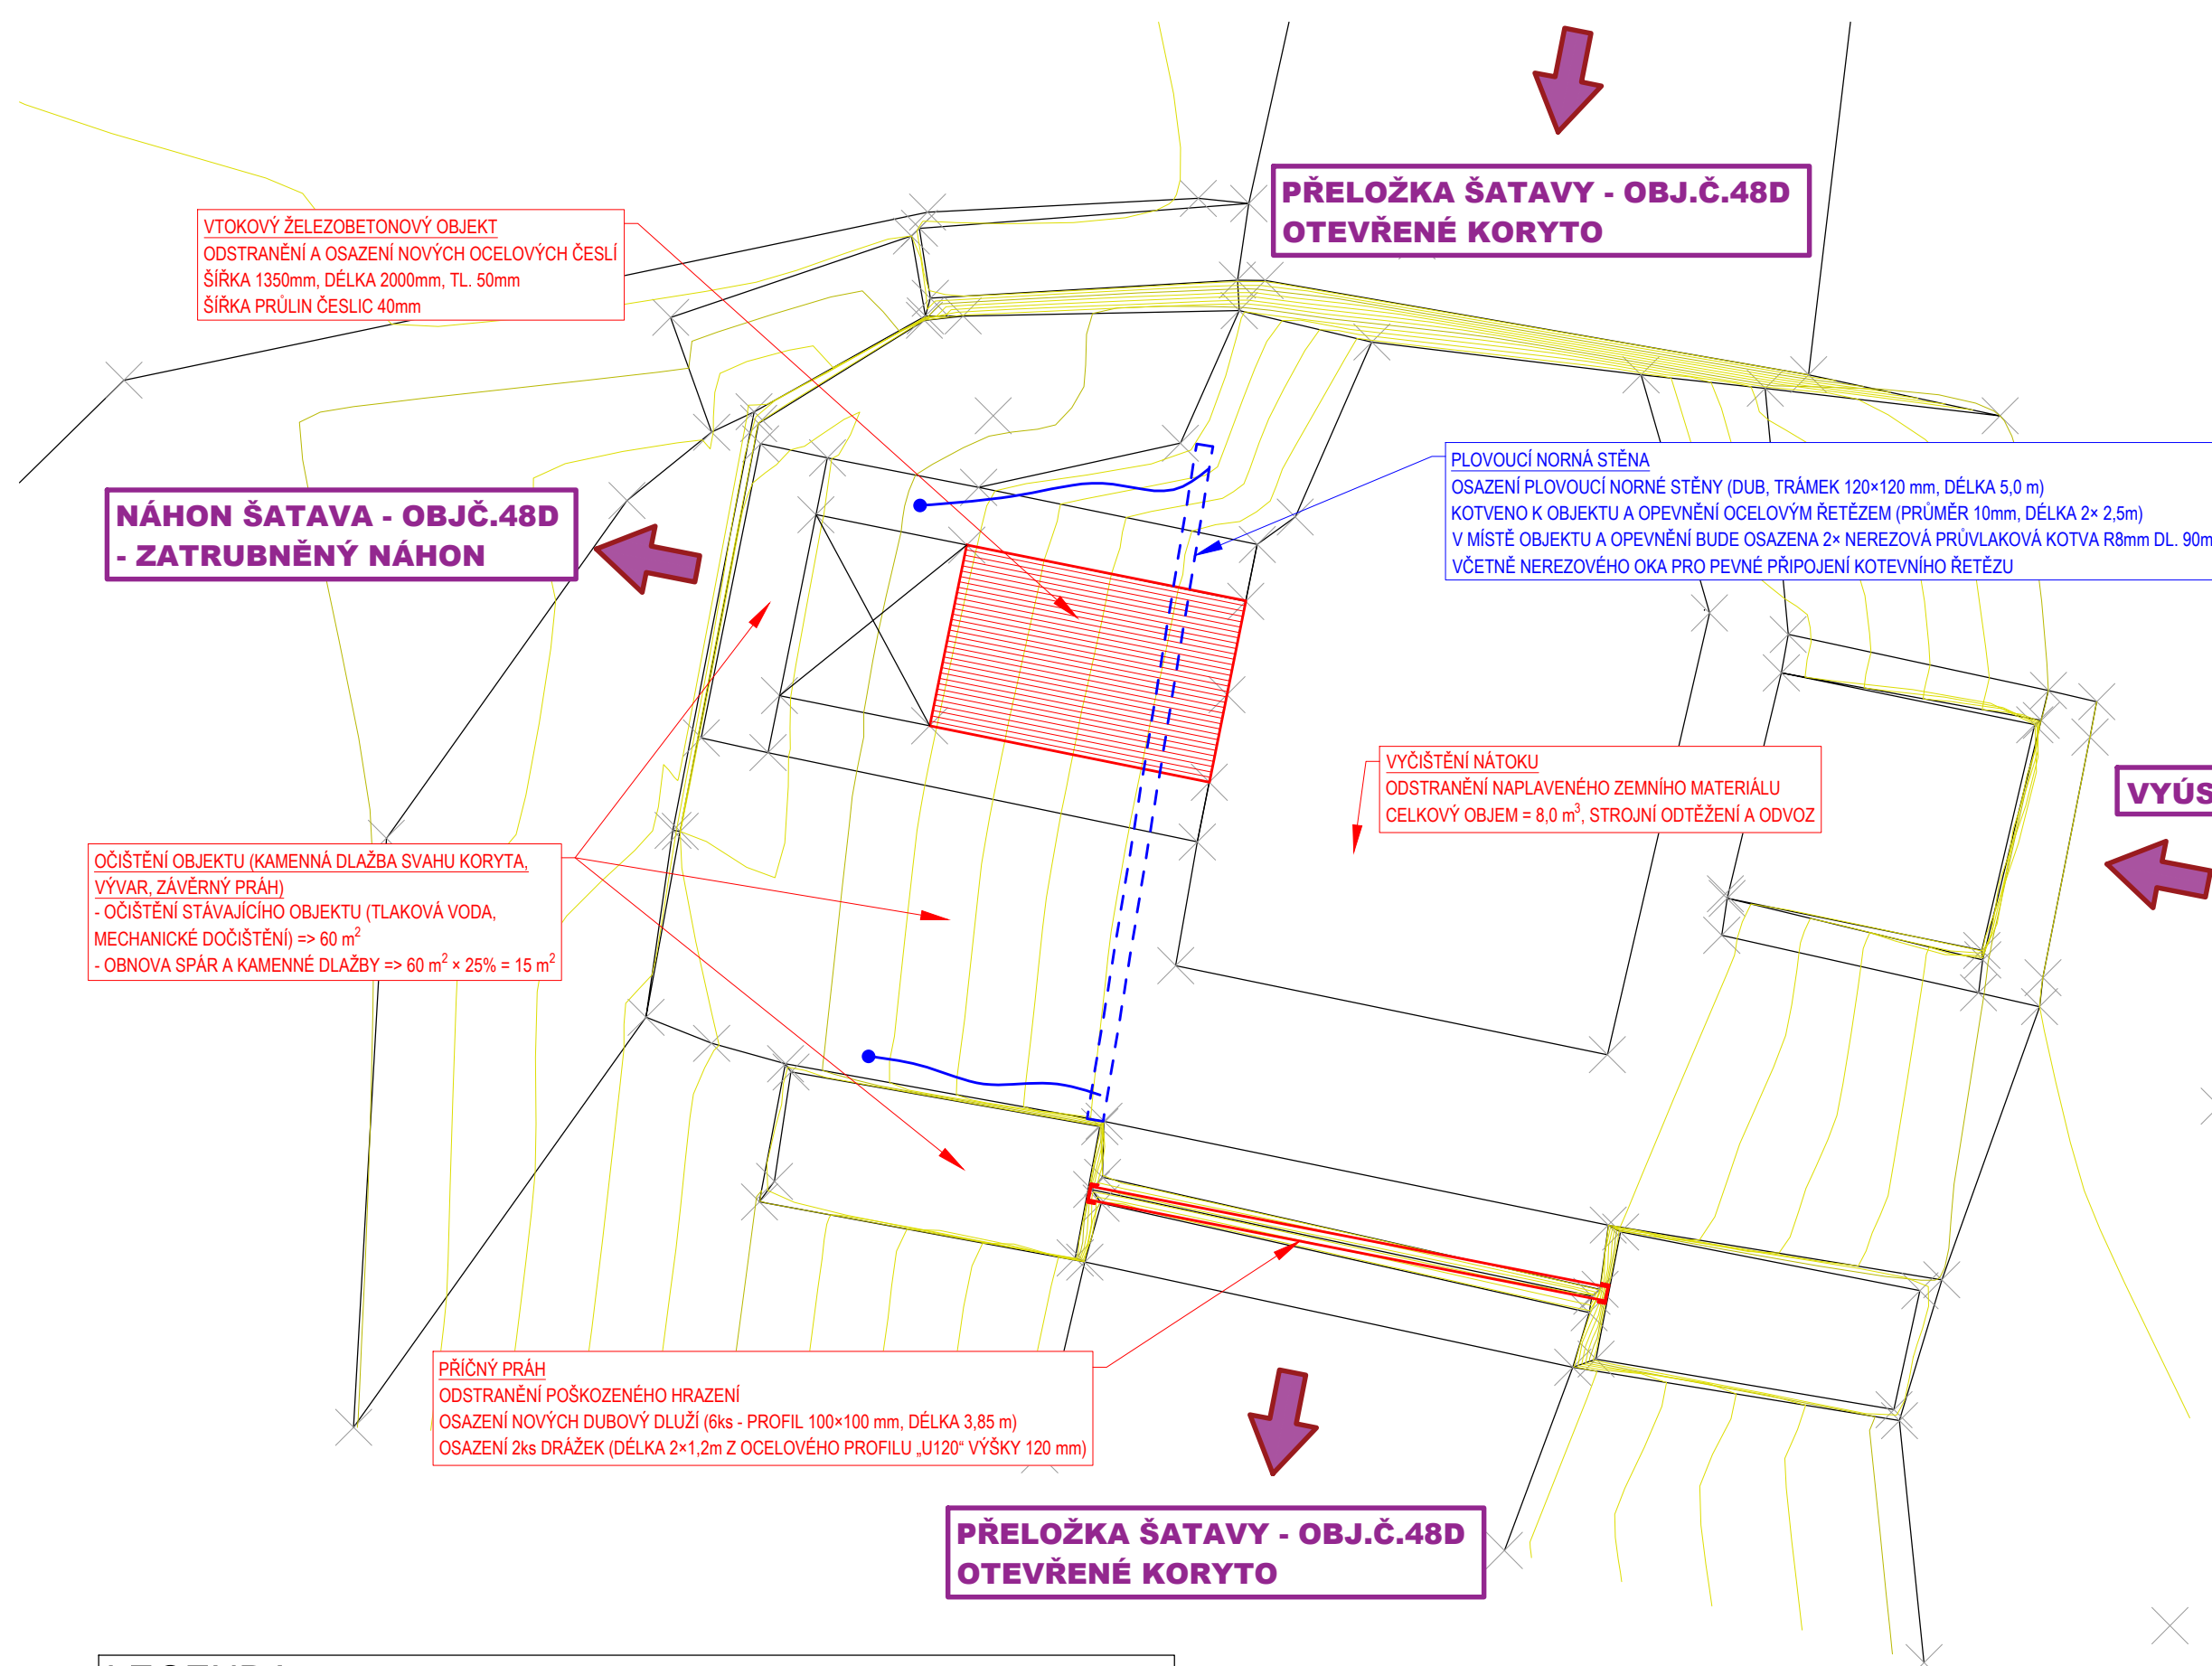 PŘELOŽKA ŠATAVY - OBJ.Č.48D
OTEVŘENÉ KORYTO
VTOKOVÝ ŽELEZOBETONOVÝ OBJEKT
ODSTRANĚNÍ A OSAZENÍ NOVÝCH OCELOVÝCH ČESLÍ
ŠÍŘKA 1350mm, DÉLKA 2000mm, TL. 50mm
ŠÍŘKA PRŮLIN ČESLIC 40mm
PLOVOUCÍ NORNÁ STĚNA
OSAZENÍ PLOVOUCÍ NORNÉ STĚNY (DUB, TRÁMEK 120×120 mm, DÉLKA 5,0 m)
KOTVENO K OBJEKTU A OPEVNĚNÍ OCELOVÝM ŘETĚZEM (PRŮMĚR 10mm, DÉLKA 2× 2,5m)
V MÍSTĚ OBJEKTU A OPEVNĚNÍ BUDE OSAZENA 2× NEREZOVÁ PRŮVLAKOVÁ KOTVA R8mm DL. 90m
VČETNĚ NEREZOVÉHO OKA PRO PEVNÉ PŘIPOJENÍ KOTEVNÍHO ŘETĚZU
NÁHON ŠATAVA - OBJČ.48D
- ZATRUBNĚNÝ NÁHON
VYČIŠTĚNÍ NÁTOKU
ODSTRANĚNÍ NAPLAVENÉHO ZEMNÍHO MATERIÁLU
CELKOVÝ OBJEM = 8,0 m³, STROJNÍ ODTĚŽENÍ A ODVOZ
VYÚS
OČIŠTĚNÍ OBJEKTU (KAMENNÁ DLAŽBA SVAHU KORYTA,
VÝVAR, ZÁVĚRNÝ PRÁH)
- OČIŠTĚNÍ STÁVAJÍCÍHO OBJEKTU (TLAKOVÁ VODA,
MECHANICKÉ DOČIŠTĚNÍ) => 60 m²
- OBNOVA SPÁR A KAMENNÉ DLAŽBY => 60 m² × 25% = 15 m²
PŘÍČNÝ PRÁH
ODSTRANĚNÍ POŠKOZENÉHO HRAZENÍ
OSAZENÍ NOVÝCH DUBOVÝ DLUŽÍ (6ks - PROFIL 100×100 mm, DÉLKA 3,85 m)
OSAZENÍ 2ks DRÁŽEK (DÉLKA 2×1,2m Z OCELOVÉHO PROFILU „U120“ VÝŠKY 120 mm)
PŘELOŽKA ŠATAVY - OBJ.Č.48D
OTEVŘENÉ KORYTO